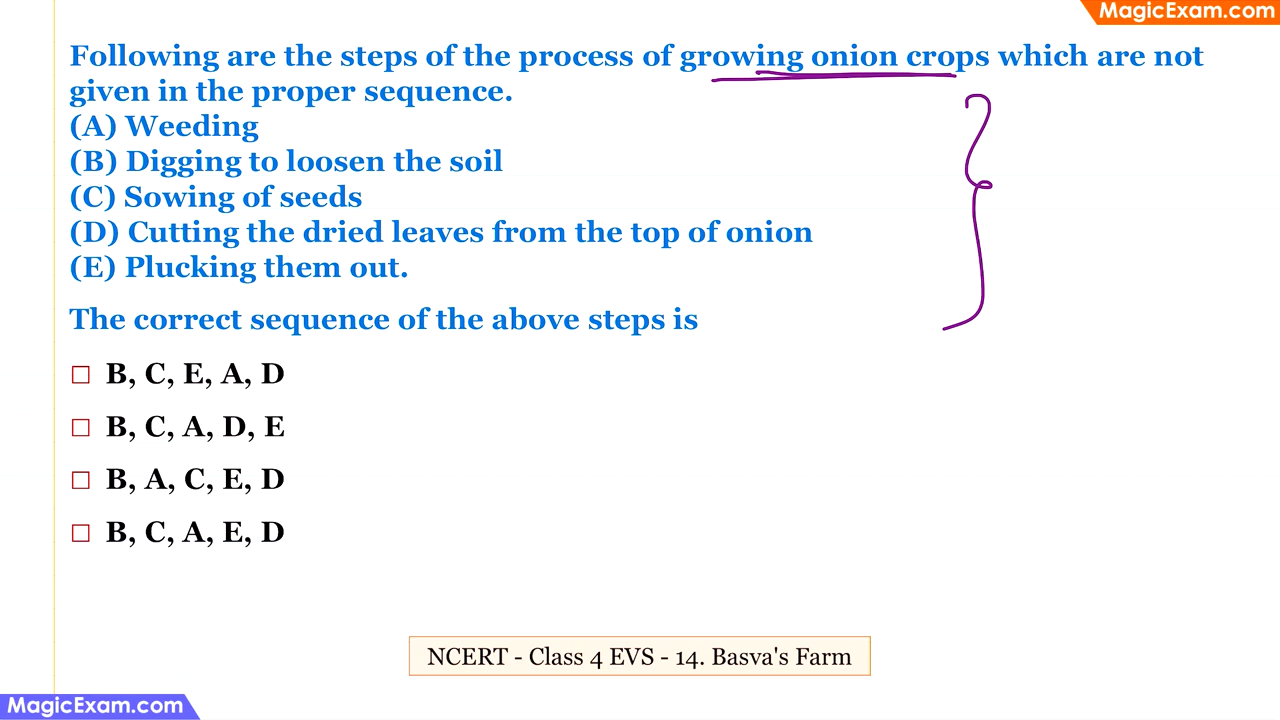 MagicExam.com
Following are the steps of the process of growing onion crops which are not
given in the proper sequence.
(A) Weeding
(B) Digging to loosen the soil
(C) Sowing of seeds
(D) Cutting the dried leaves from the top of onion
(E) Plucking them out.
The correct sequence of the above steps is
B, C, E, A, D
B, C, A, D, E
B, A, C, E, D
B, C, A, E, D
NCERT - Class 4 EVS - 14. Basva's Farm
MagicExam.com